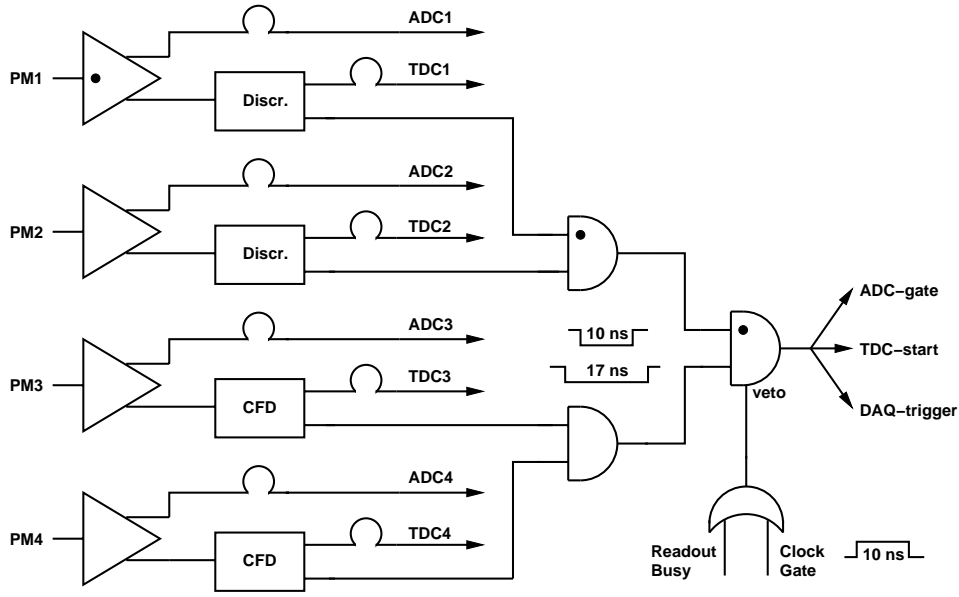 ADC1
PM1
TDC1
Discr.
ADC2
PM2
TDC2
Discr.
ADC3
PM3
TDC3
CFD
ADC4
PM4
TDC4
CFD
10 ns
17 ns
ADC−gate
TDC−start
DAQ−trigger
veto
Readout
Busy
Clock
Gate
10 ns